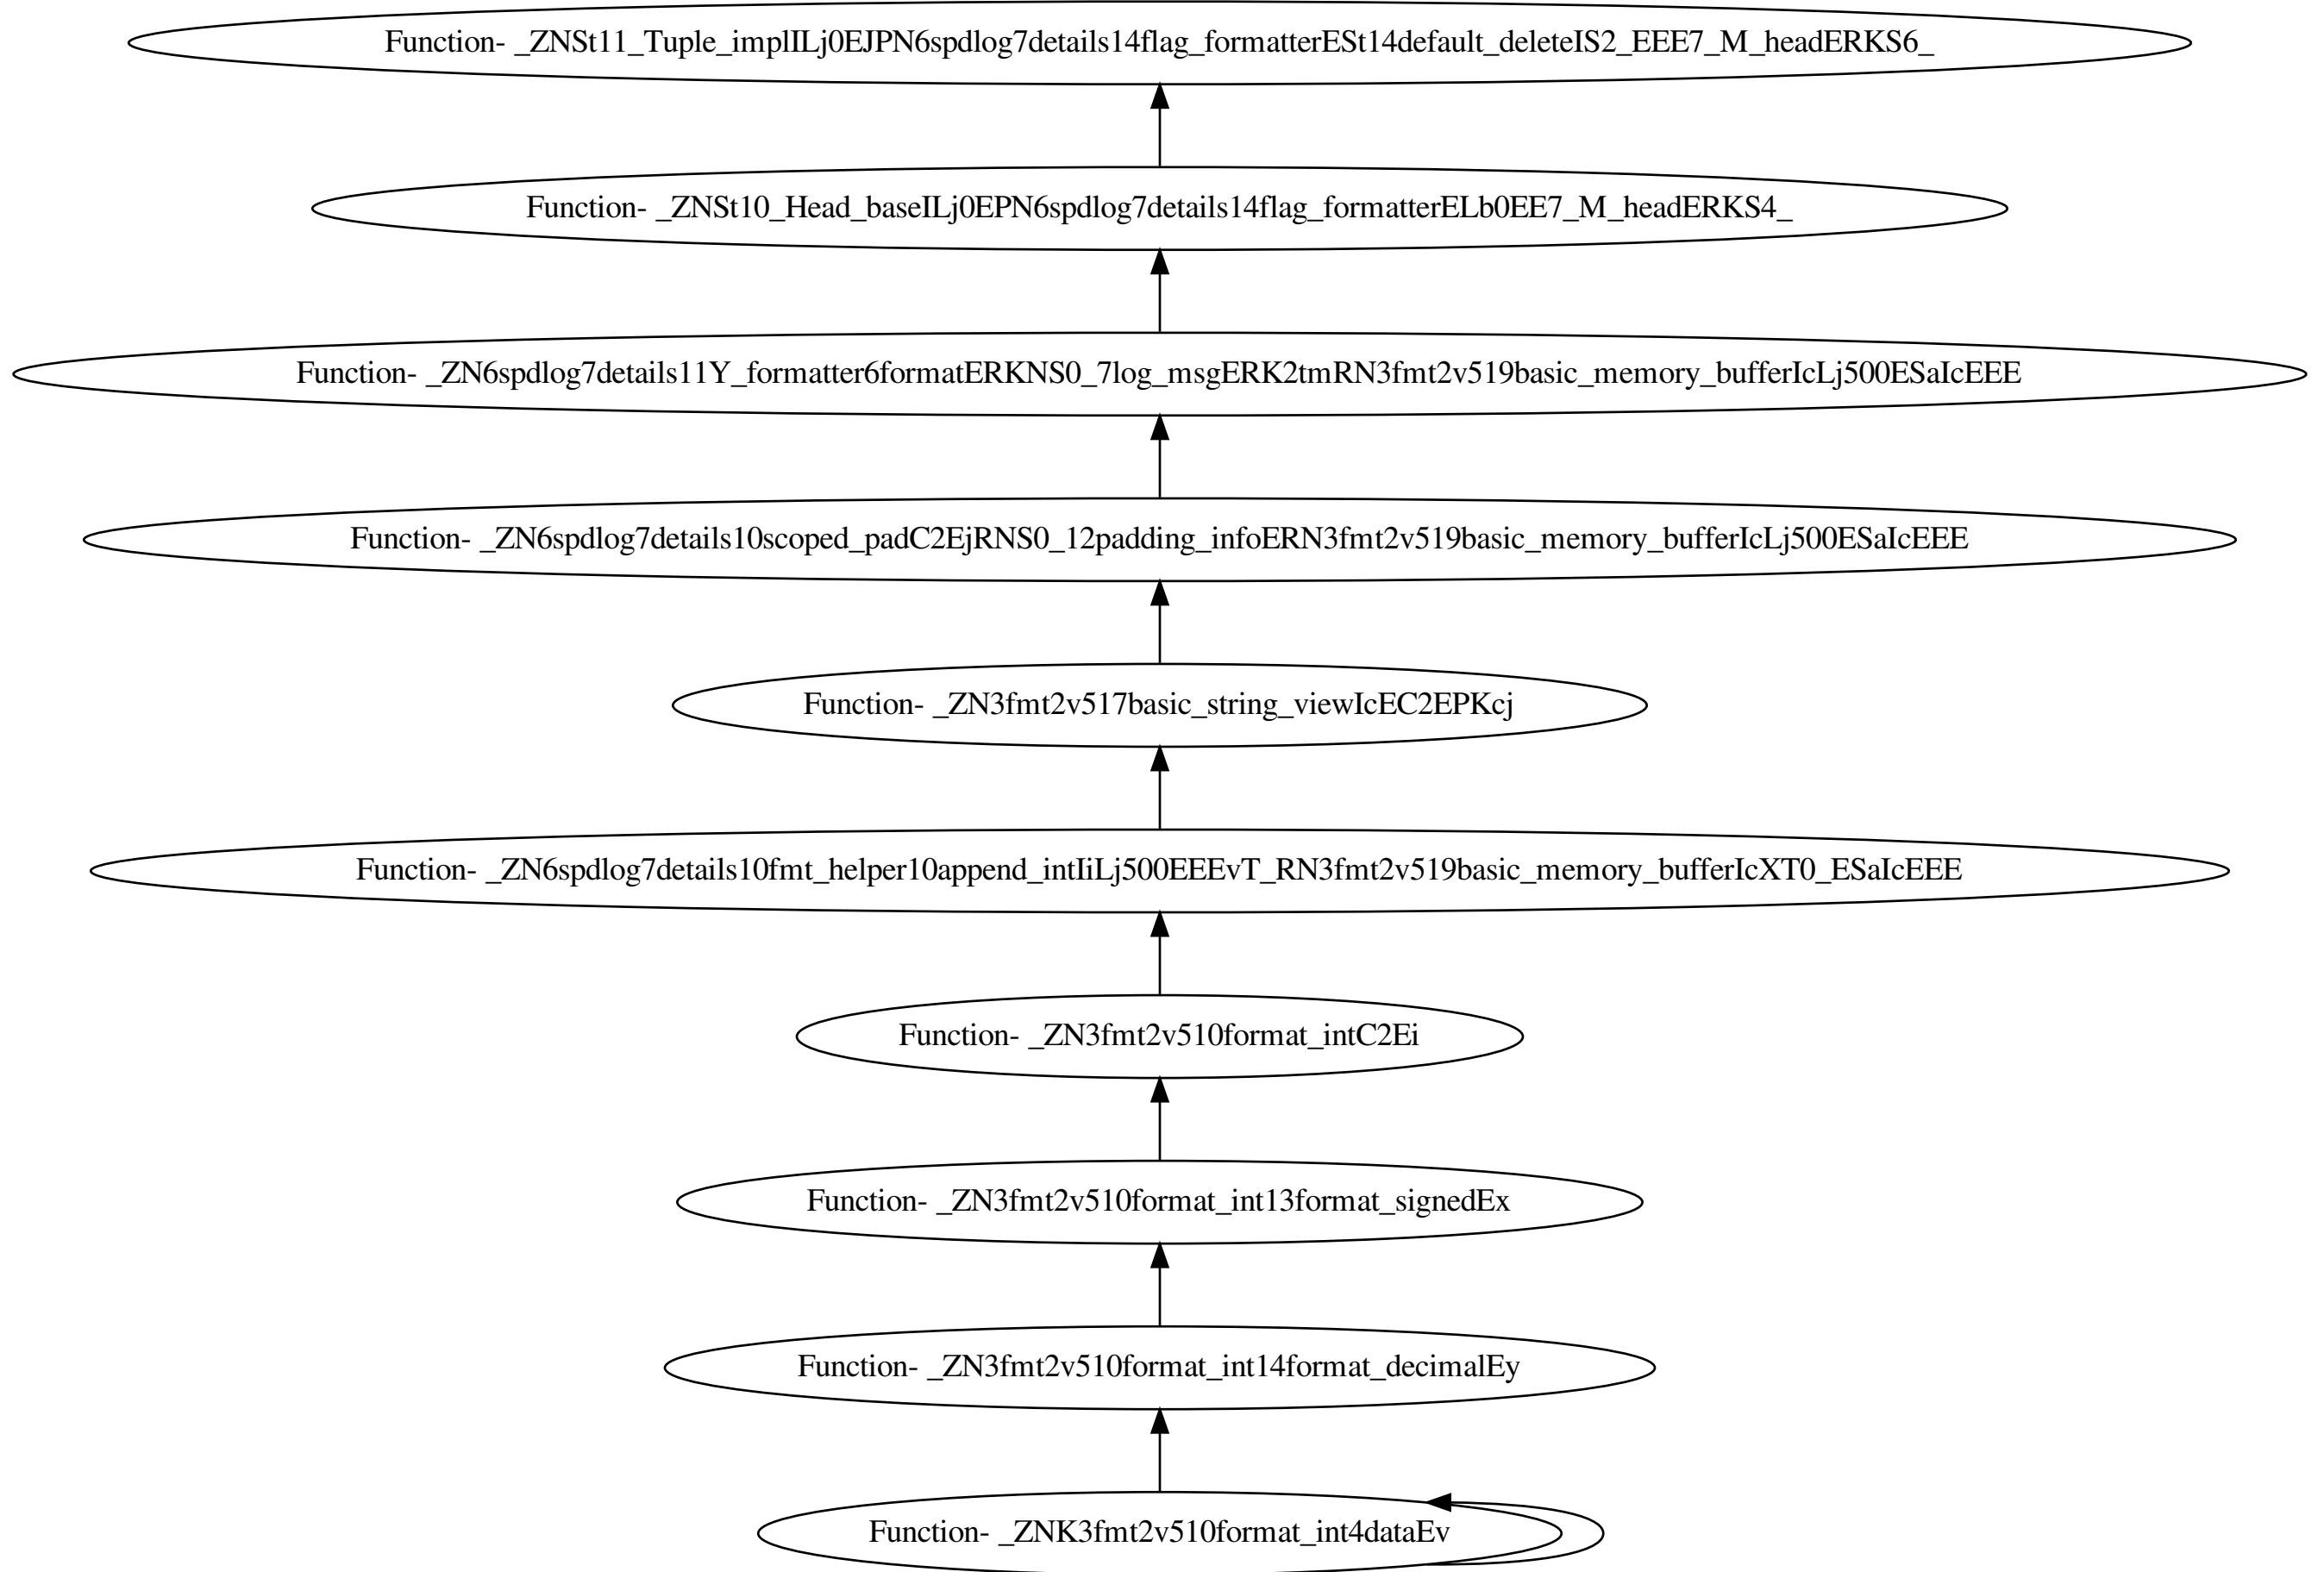 Function- _ZNSt11_Tuple_implILj0EJPN6spdlog7details14flag_formatterESt14default_deleteIS2_EEE7_M_headERKS6_
Function- _ZNSt10_Head_baseILj0EPN6spdlog7details14flag_formatterELb0EE7_M_headERKS4_
Function- _ZN6spdlog7details11Y_formatter6formatERKNS0_7log_msgERK2tmRN3fmt2v519basic_memory_bufferIcLj500ESaIcEEE
Function- _ZN6spdlog7details10scoped_padC2EjRNS0_12padding_infoERN3fmt2v519basic_memory_bufferIcLj500ESaIcEEE
Function- _ZN3fmt2v517basic_string_viewIcEC2EPKcj
Function- _ZN6spdlog7details10fmt_helper10append_intIiLj500EEEvT_RN3fmt2v519basic_memory_bufferIcXT0_ESaIcEEE
Function- _ZN3fmt2v510format_intC2Ei
Function- _ZN3fmt2v510format_int13format_signedEx
Function- _ZN3fmt2v510format_int14format_decimalEy
Function- _ZNK3fmt2v510format_int4dataEv